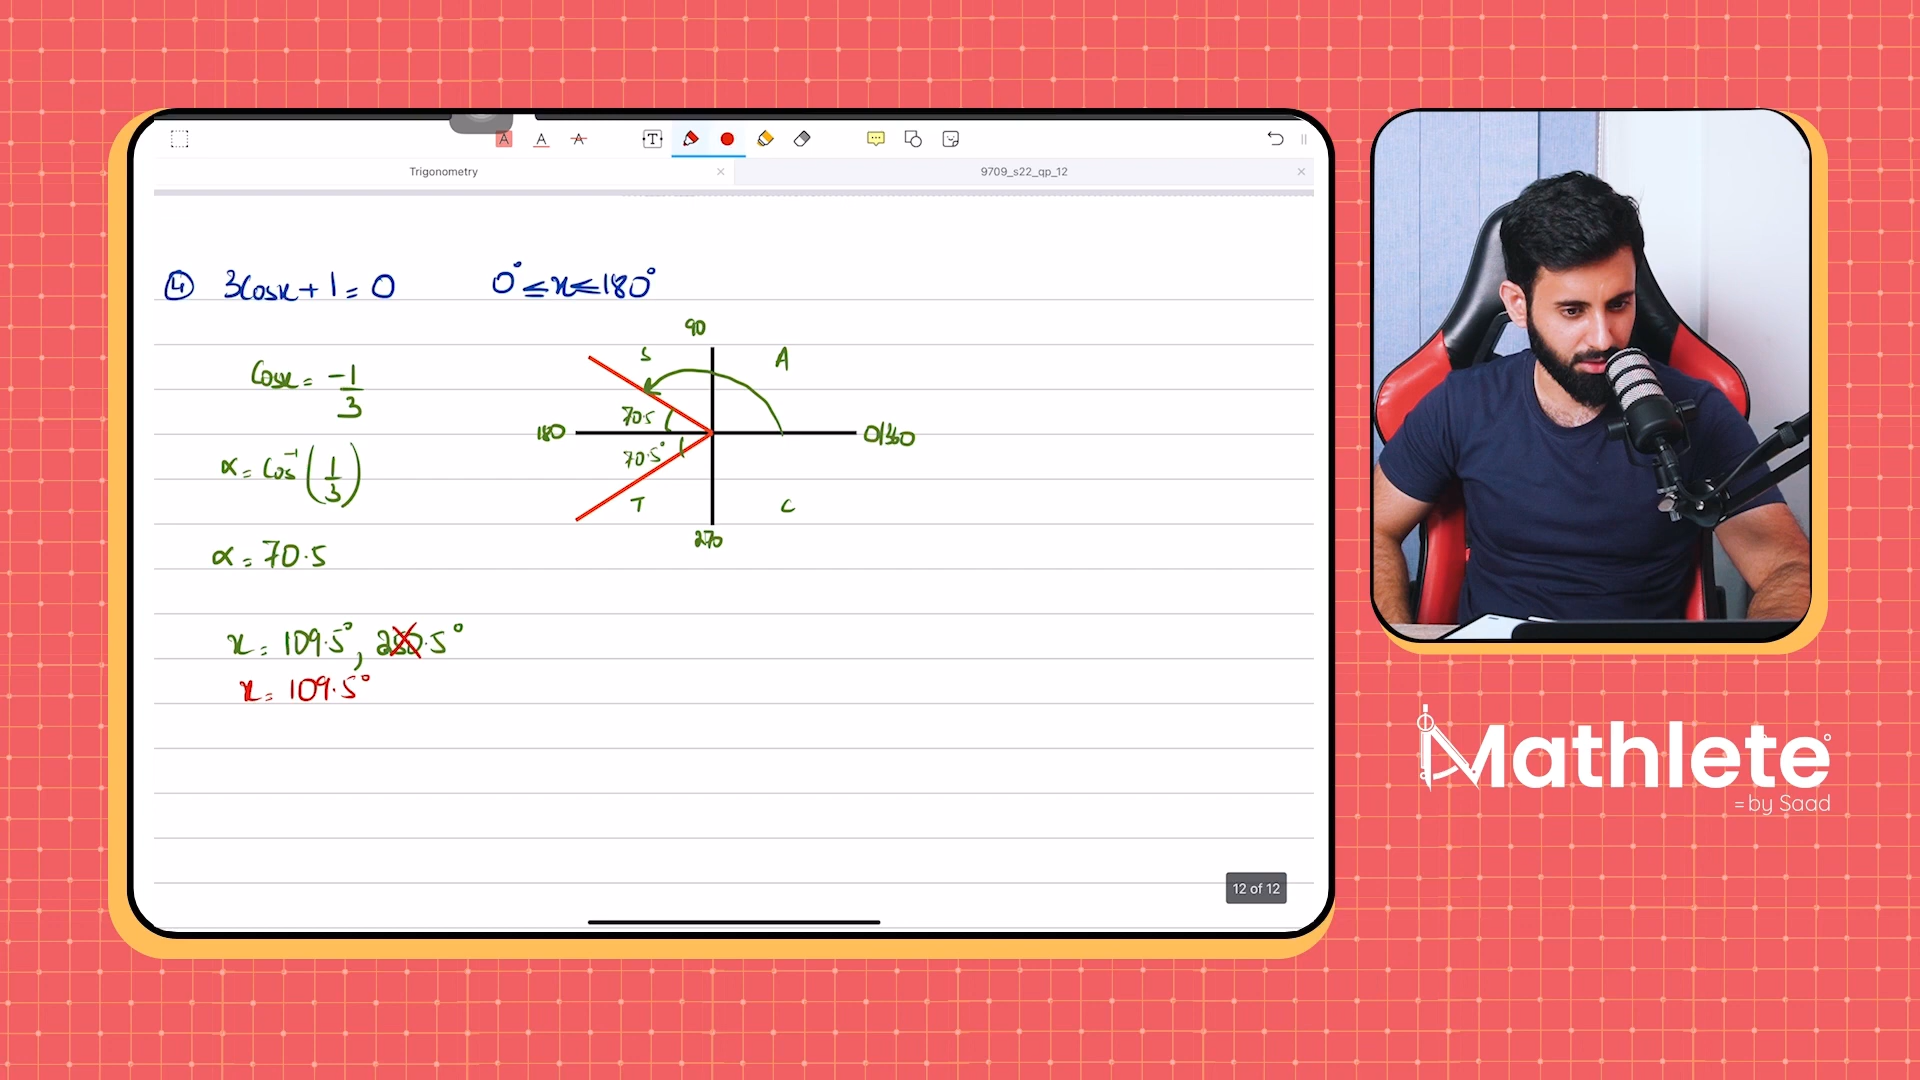 A A A T
Trigonometry × 9709_s22_qp_12 ×
④ 3cosx + 1 = 0 0° ≤ x ≤ 180°
90
S A
cosx = -1/3
70.5
180 0/360
70.5°
α = cos⁻¹(1/3)
T C
270
α = 70.5
x = 109.5°, 250.5°
x = 109.5°
12 of 12
Mathlete
= by Saad